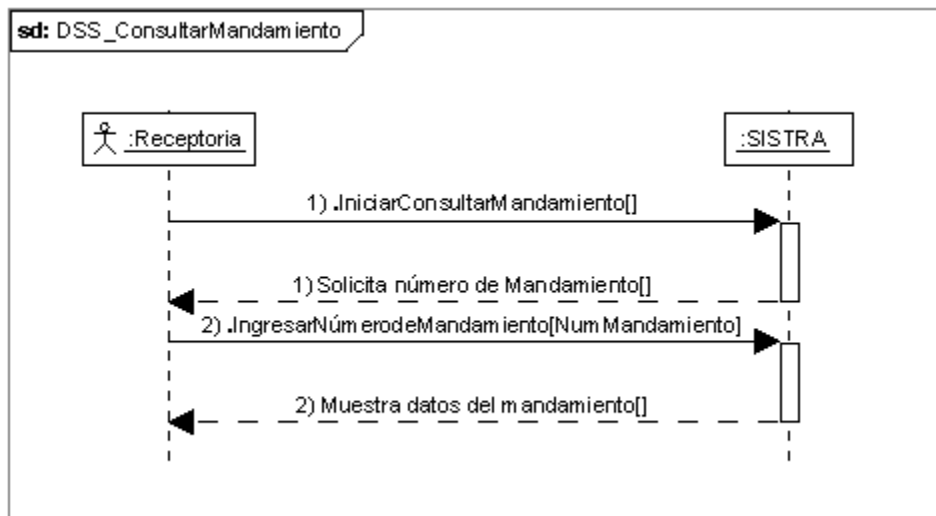 sd: DSS_ConsultarMandamiento
:Receptoria
:SISTRA
1) .IniciarConsultarMandamiento[]
1) Solicita número de Mandamiento[]
2) .IngresarNúmerodeMandamiento[NumMandamiento]
2) Muestra datos del mandamiento[]